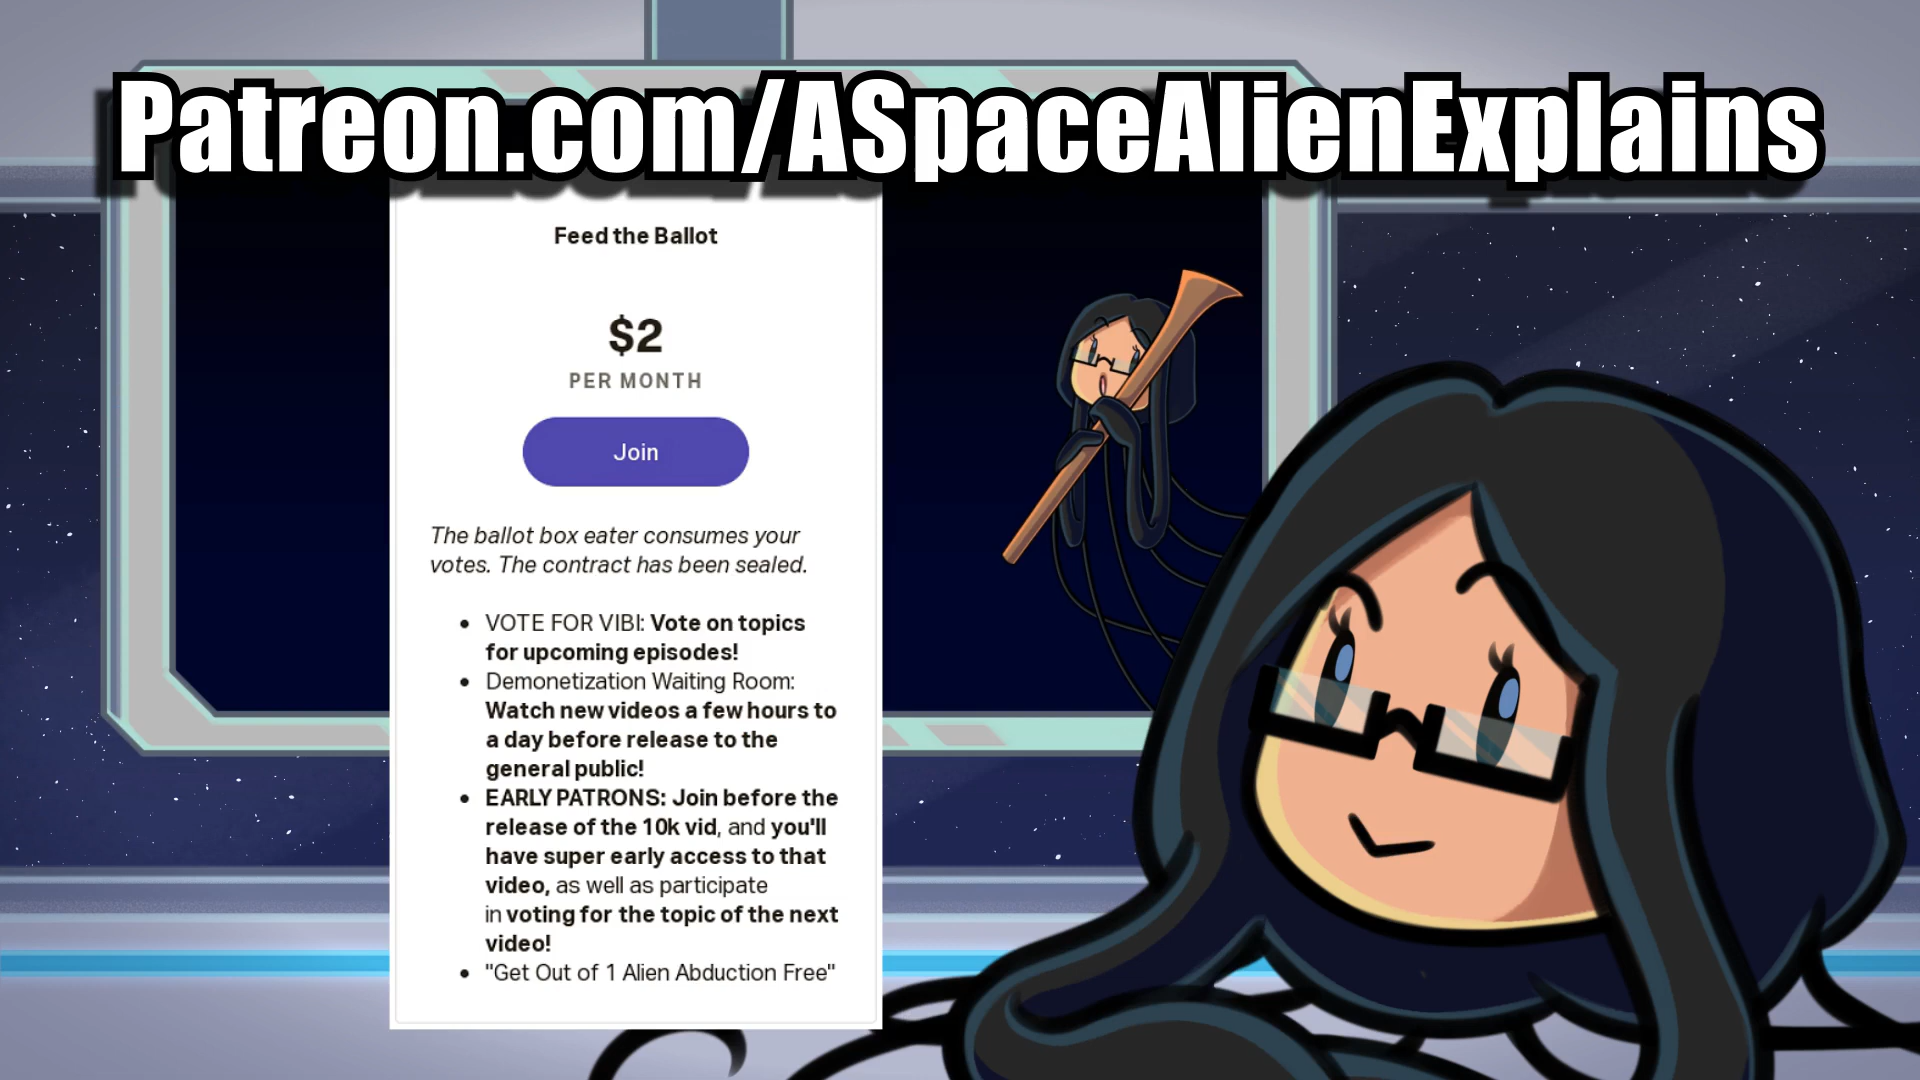 Patreon.com/ASpaceAlienExplains
Feed the Ballot
$2
PER MONTH
Join
The ballot box eater consumes your
votes. The contract has been sealed.
• VOTE FOR VIBI: Vote on topics
for upcoming episodes!
• Demonetization Waiting Room:
Watch new videos a few hours to
a day before release to the
general public!
• EARLY PATRONS: Join before the
release of the 10k vid, and you'll
have super early access to that
video, as well as participate
in voting for the topic of the next
video!
• "Get Out of 1 Alien Abduction Free"